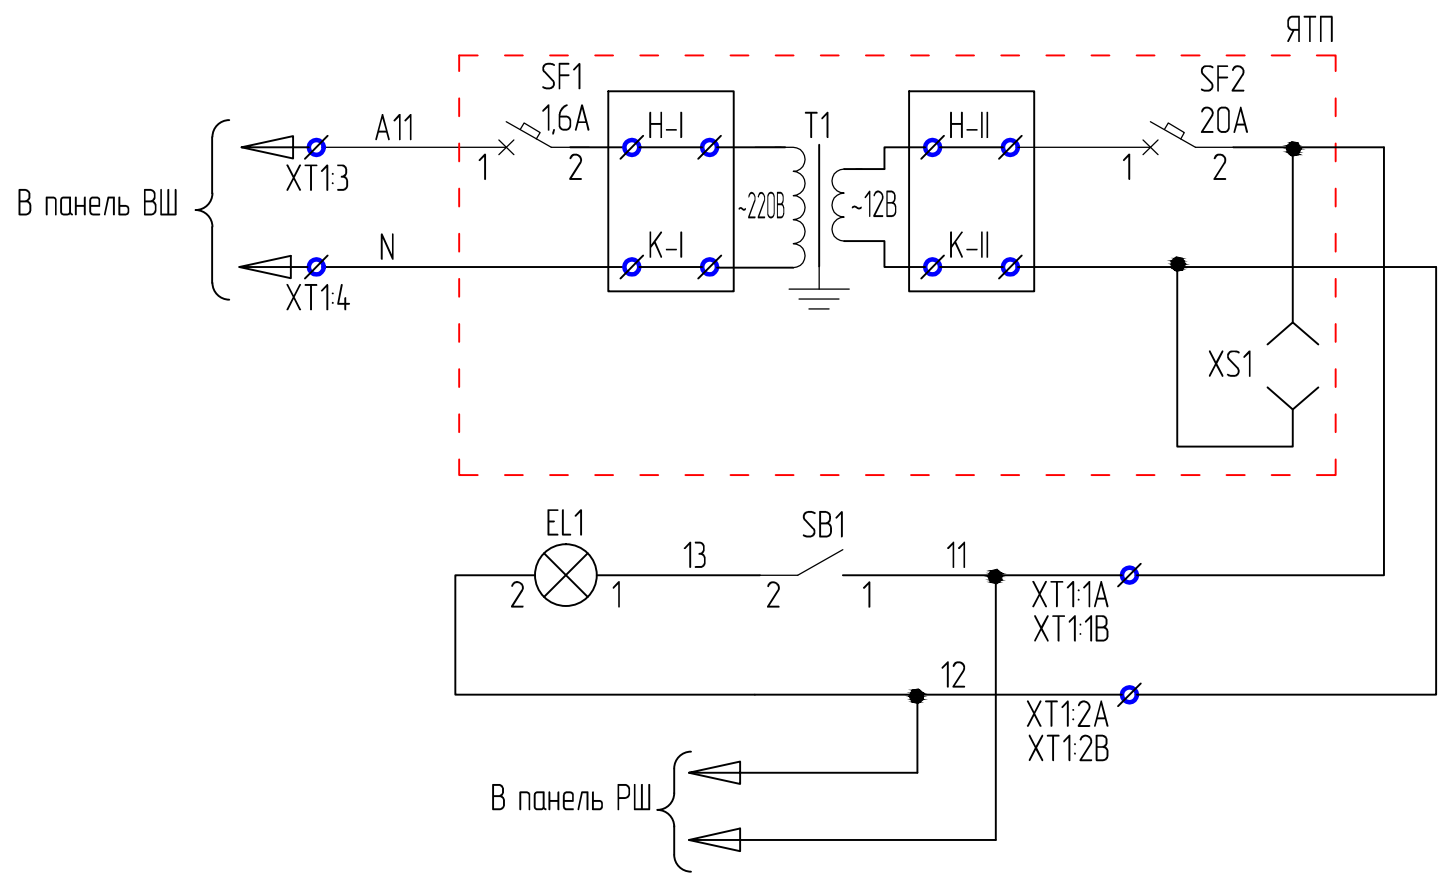 ЯТП
SF1
1,6А
SF2
20А
А11
Н-I
Т1
Н-II
1
2
1
2
ХТ1:3
В панель ВШ
~220В
~12В
N
К-I
К-II
ХТ1:4
XS1
EL1
SB1
13
11
2
1
2
1
ХТ1:1А
ХТ1:1В
12
ХТ1:2А
ХТ1:2В
В панель РШ